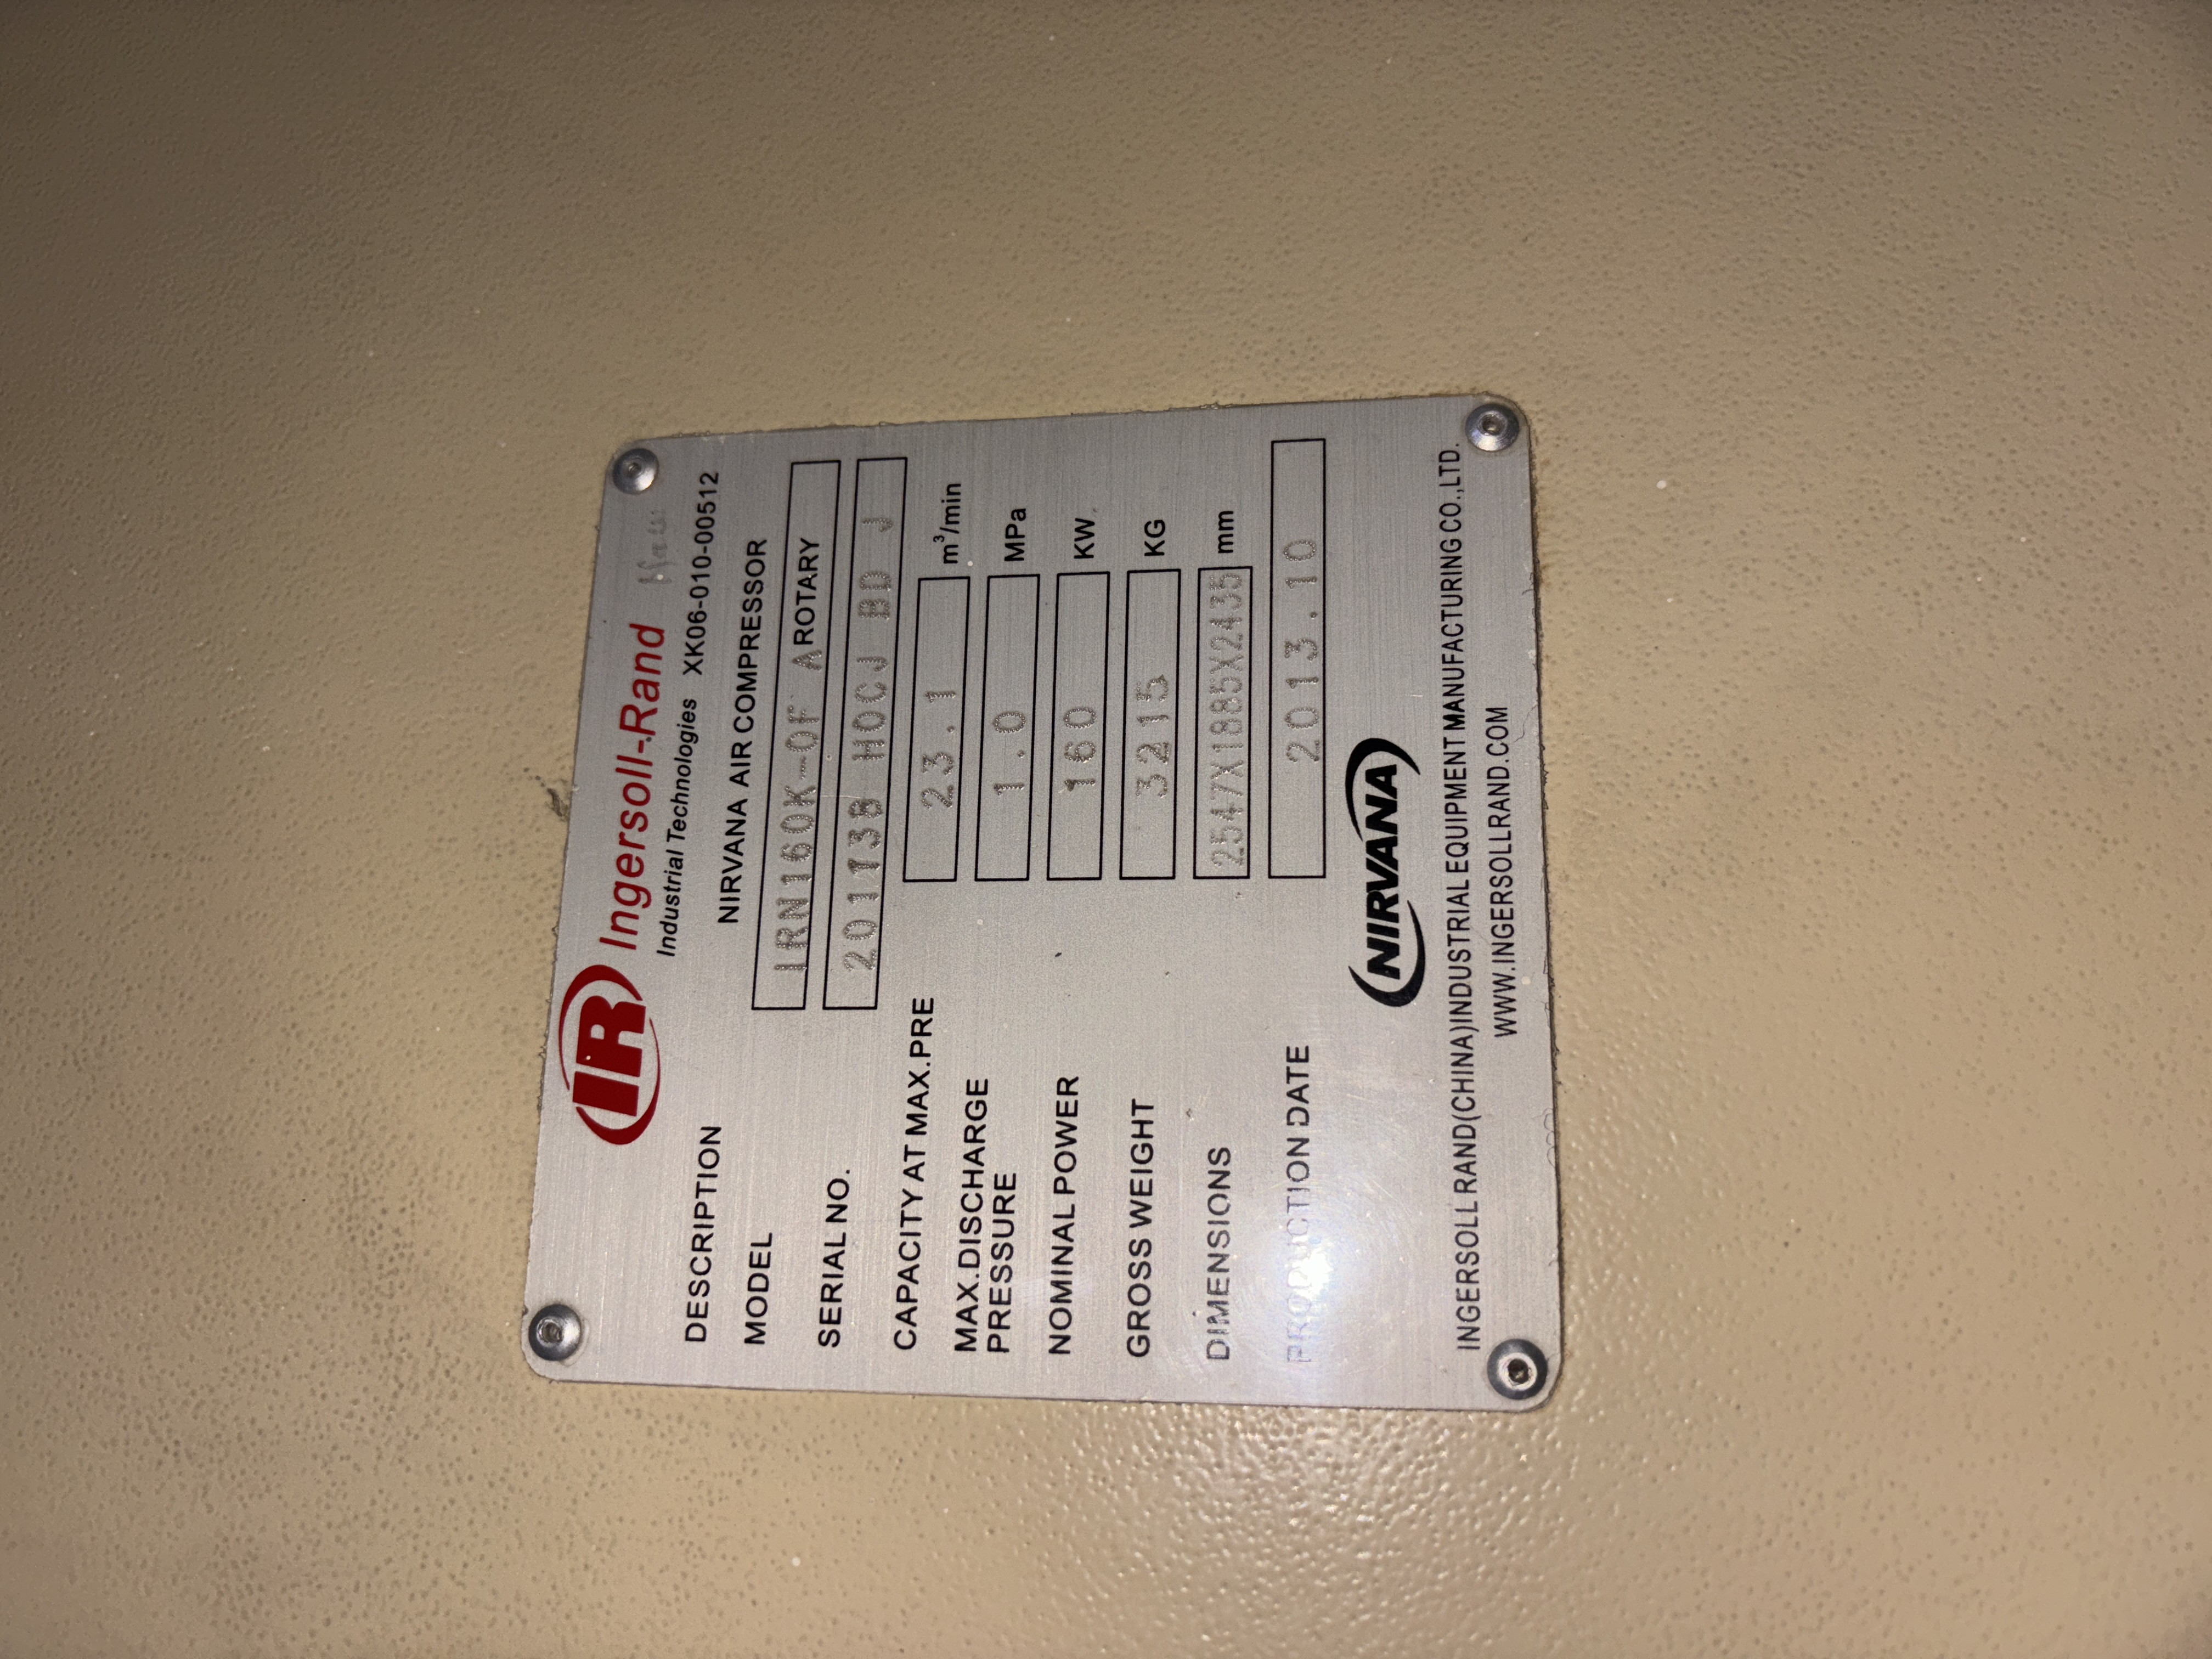 IR Ingersoll-Rand
Industrial Technologies XK06-010-00512
DESCRIPTION NIRVANA AIR COMPRESSOR
MODEL IRN160K-OF A ROTARY
SERIAL NO. HOCJ J
CAPACITY AT MAX.PRE 23.1 m³/min
MAX.DISCHARGE
PRESSURE 1.0 MPa
NOMINAL POWER 160 KW
GROSS WEIGHT 3215 KG
DIMENSIONS 2547X1885X2435 mm
PRODUCTION DATE 2013.10
NIRVANA
INGERSOLL RAND(CHINA)INDUSTRIAL EQUIPMENT MANUFACTURING CO.,LTD.
WWW.INGERSOLLRAND.COM